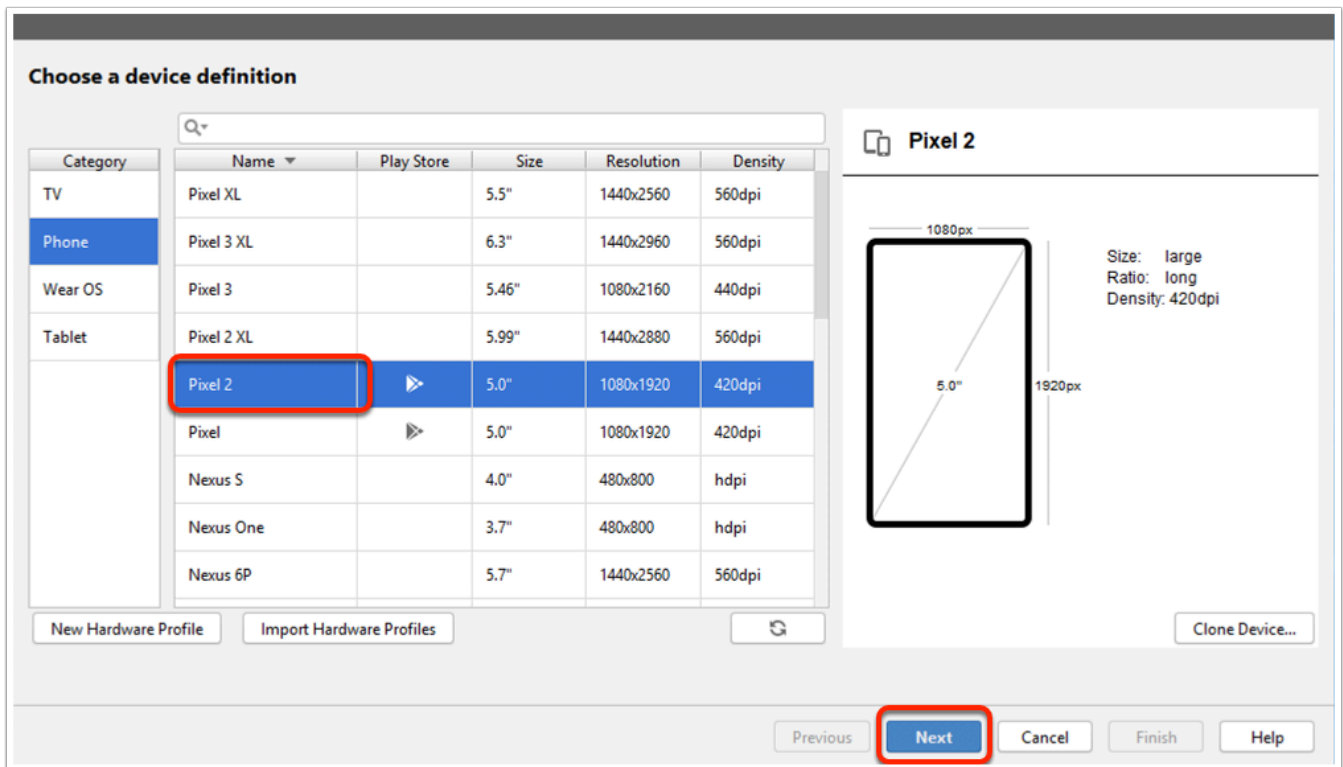 Choose a device definition
Category
TV
Phone
Wear OS
Tablet
Name Play Store Size Resolution Density
Pixel XL 5.5" 1440x2560 560dpi
Pixel 3 XL 6.3" 1440x2960 560dpi
Pixel 3 5.46" 1080x2160 440dpi
Pixel 2 XL 5.99" 1440x2880 560dpi
Pixel 2 5.0" 1080x1920 420dpi
Pixel 5.0" 1080x1920 420dpi
Nexus S 4.0" 480x800 hdpi
Nexus One 3.7" 480x800 hdpi
Nexus 6P 5.7" 1440x2560 560dpi
New Hardware Profile Import Hardware Profiles
Pixel 2
1080px
Size: large
Ratio: long
Density: 420dpi
5.0" 1920px
Clone Device...
Previous Next Cancel Finish Help